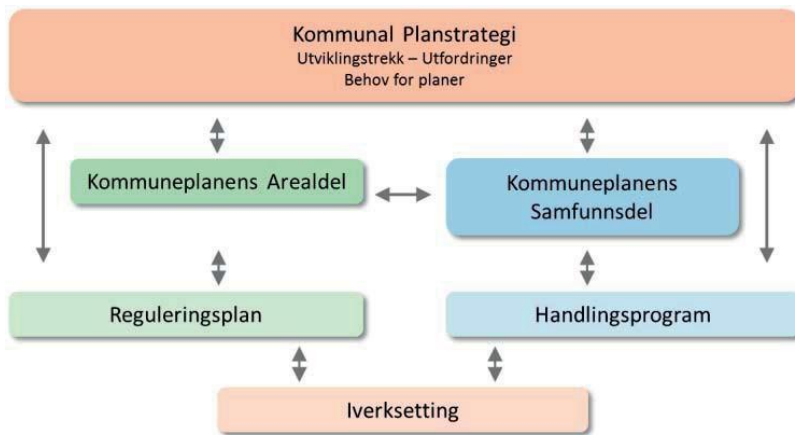 Kommunal Planstrategi
Utviklingstrekk – Utfordringer
Behov for planer
Kommuneplanens Arealdel
Kommuneplanens
Samfunnsdel
Reguleringsplan
Handlingsprogram
Iverksetting